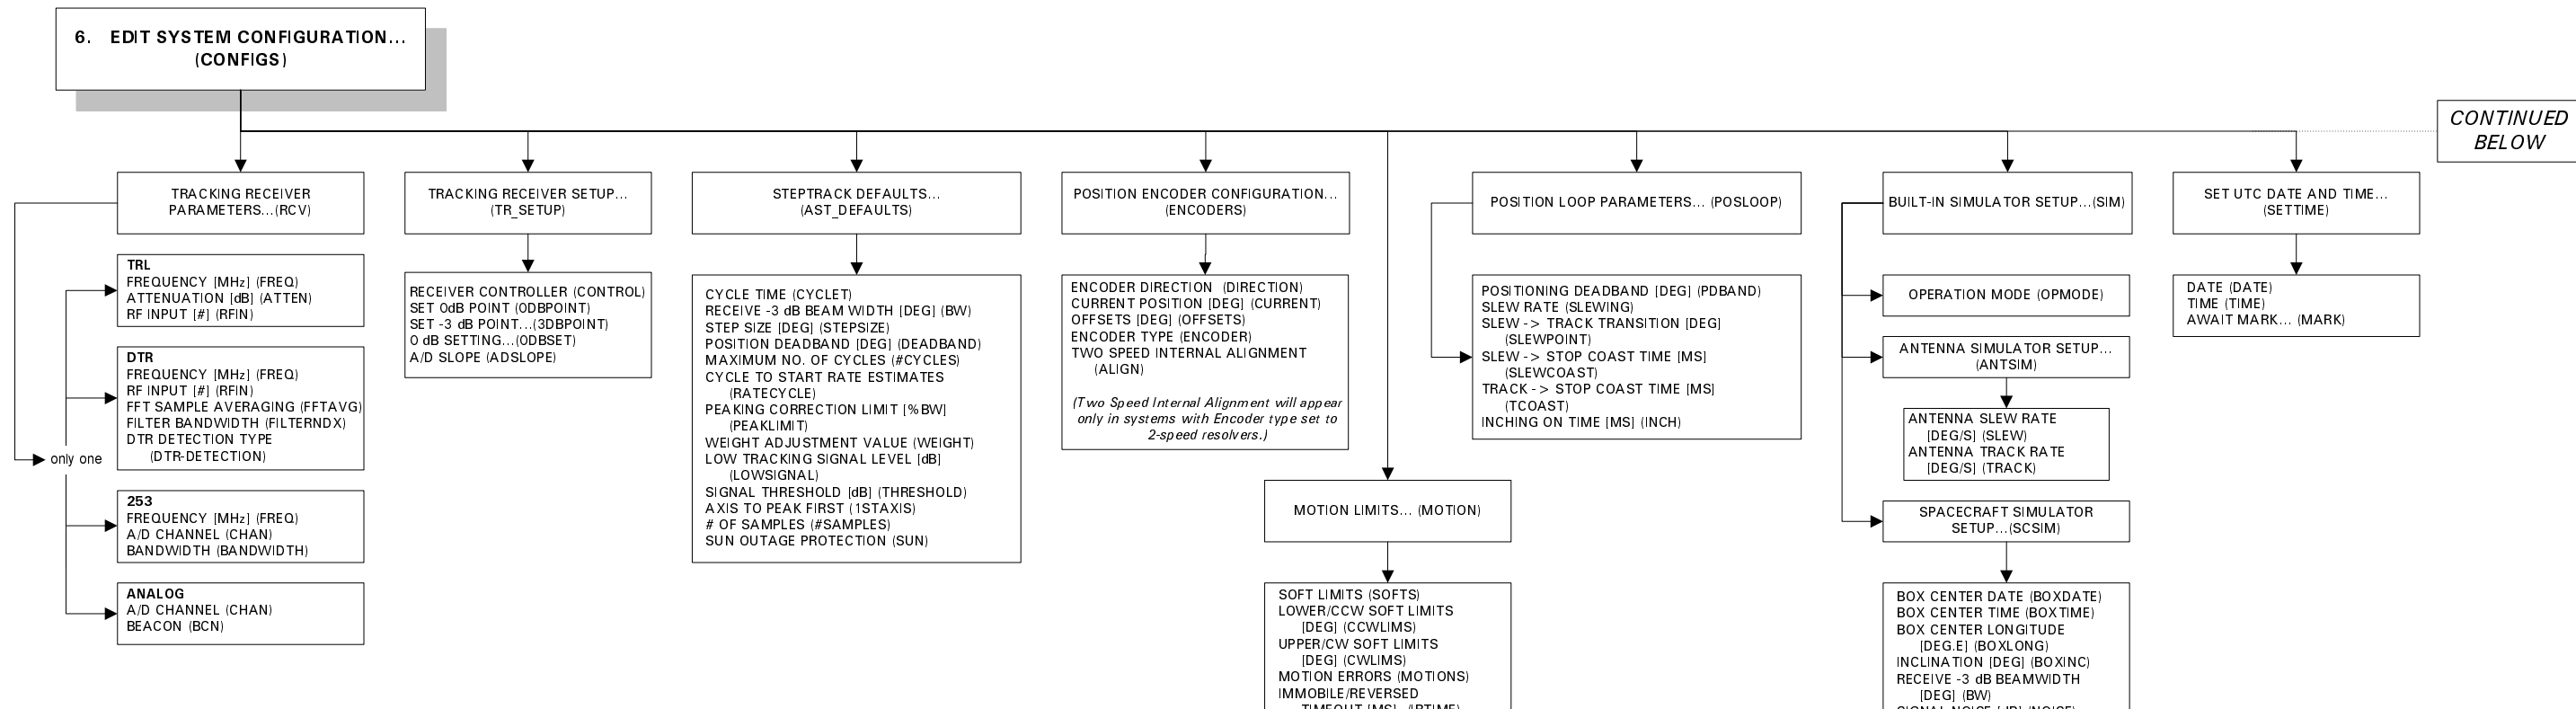 6. EDIT SYSTEM CONFIGURATION...
(CONFIGS)
CONTINUED
BELOW
TRACKING RECEIVER
PARAMETERS...(RCV)
TRL
FREQUENCY [MHz] (FREQ)
ATTENUATION [dB] (ATTEN)
RF INPUT [#] (RFIN)
DTR
FREQUENCY [MHz] (FREQ)
RF INPUT [#] (RFIN)
FFT SAMPLE AVERAGING (FFTAVG)
FILTER BANDWIDTH (FILTERNDX)
DTR DETECTION TYPE
(DTR-DETECTION)
only one
253
FREQUENCY [MHz] (FREQ)
A/D CHANNEL (CHAN)
BANDWIDTH (BANDWIDTH)
ANALOG
A/D CHANNEL (CHAN)
BEACON (BCN)
TRACKING RECEIVER SETUP...
(TR_SETUP)
RECEIVER CONTROLLER (CONTROL)
SET 0dB POINT (0DBPOINT)
SET -3 dB POINT...(3DBPOINT)
0 dB SETTING...(0DBSET)
A/D SLOPE (ADSLOPE)
STEPTRACK DEFAULTS...
(AST_DEFAULTS)
CYCLE TIME (CYCLET)
RECEIVE -3 dB BEAM WIDTH [DEG] (BW)
STEP SIZE [DEG] (STEPSIZE)
POSITION DEADBAND [DEG] (DEADBAND)
MAXIMUM NO. OF CYCLES (#CYCLES)
CYCLE TO START RATE ESTIMATES
(RATECYCLE)
PEAKING CORRECTION LIMIT [%BW]
(PEAKLIMIT)
WEIGHT ADJUSTMENT VALUE (WEIGHT)
LOW TRACKING SIGNAL LEVEL [dB]
(LOWSIGNAL)
SIGNAL THRESHOLD [dB] (THRESHOLD)
AXIS TO PEAK FIRST (1STAXIS)
# OF SAMPLES (#SAMPLES)
SUN OUTAGE PROTECTION (SUN)
POSITION ENCODER CONFIGURATION...
(ENCODERS)
ENCODER DIRECTION (DIRECTION)
CURRENT POSITION [DEG] (CURRENT)
OFFSETS [DEG] (OFFSETS)
ENCODER TYPE (ENCODER)
TWO SPEED INTERNAL ALIGNMENT
(ALIGN)
(Two Speed Internal Alignment will appear
only in systems with Encoder type set to
2-speed resolvers.)
MOTION LIMITS... (MOTION)
SOFT LIMITS (SOFTS)
LOWER/CCW SOFT LIMITS
[DEG] (CCWLIMS)
UPPER/CW SOFT LIMITS
[DEG] (CWLIMS)
MOTION ERRORS (MOTIONS)
IMMOBILE/REVERSED
TIMEOUT [MS] (IRTIME)
POSITION LOOP PARAMETERS... (POSLOOP)
POSITIONING DEADBAND [DEG] (PDBAND)
SLEW RATE (SLEWING)
SLEW -> TRACK TRANSITION [DEG]
(SLEWPOINT)
SLEW -> STOP COAST TIME [MS]
(SLEWCOAST)
TRACK -> STOP COAST TIME [MS]
(TCOAST)
INCHING ON TIME [MS] (INCH)
BUILT-IN SIMULATOR SETUP...(SIM)
OPERATION MODE (OPMODE)
ANTENNA SIMULATOR SETUP...
(ANTSIM)
ANTENNA SLEW RATE
[DEG/S] (SLEW)
ANTENNA TRACK RATE
[DEG/S] (TRACK)
SPACECRAFT SIMULATOR
SETUP...(SCSIM)
BOX CENTER DATE (BOXDATE)
BOX CENTER TIME (BOXTIME)
BOX CENTER LONGITUDE
[DEG.E] (BOXLONG)
INCLINATION [DEG] (BOXINC)
RECEIVE -3 dB BEAMWIDTH
[DEG] (BW)
SIGNAL NOISE [dB] (NOISE)
SET UTC DATE AND TIME...
(SETTIME)
DATE (DATE)
TIME (TIME)
AWAIT MARK... (MARK)